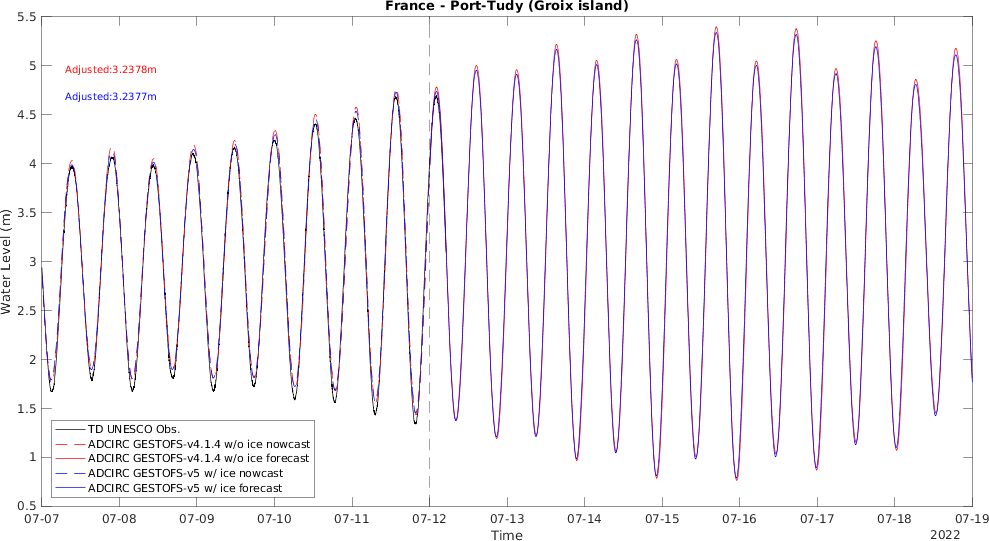 France - Port-Tudy (Groix island)
5.5
5
4.5
4
3.5
3
2.5
2
1.5
1
0.5
Water Level (m)
Adjusted:3.2378m
Adjusted:3.2377m
TD UNESCO Obs.
ADCIRC GESTOFS-v4.1.4 w/o ice nowcast
ADCIRC GESTOFS-v4.1.4 w/o ice forecast
ADCIRC GESTOFS-v5 w/ ice nowcast
ADCIRC GESTOFS-v5 w/ ice forecast
07-07 07-08 07-09 07-10 07-11 07-12 07-13 07-14 07-15 07-16 07-17 07-18 07-19
Time
2022